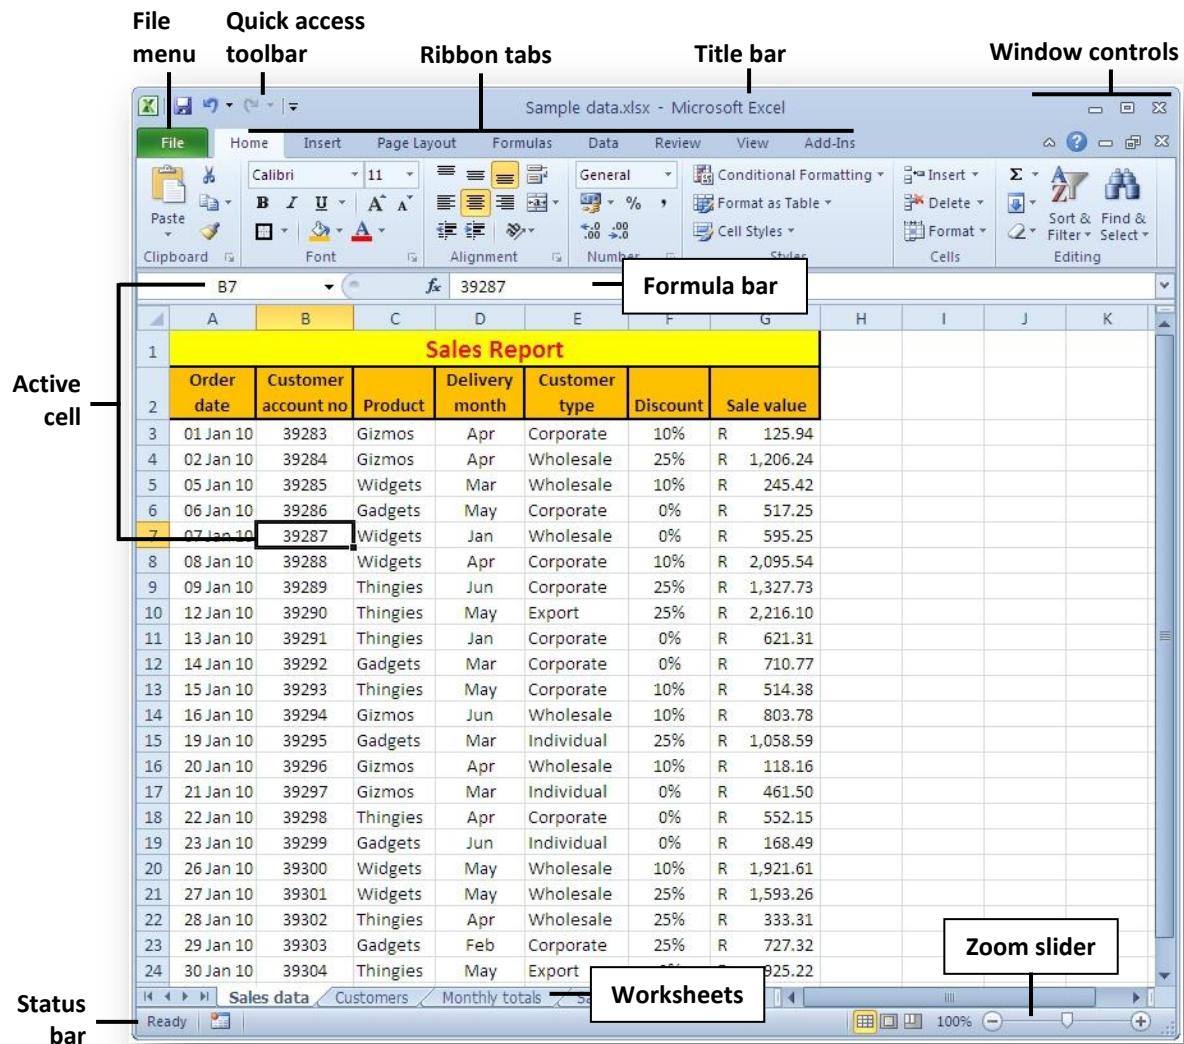 File Quick access
menu toolbar Ribbon tabs Title bar Window controls
Sample data.xlsx - Microsoft Excel
File Home Insert Page Layout Formulas Data Review View Add-Ins
Calibri 11 General Conditional Formatting Insert Σ
Paste B I U A A % , Format as Table Delete Sort & Find &
A .00 .0 Cell Styles Format Filter Select
Clipboard Font Alignment Number Styles Cells Editing
B7 fx 39287 Formula bar
A B C D E F G H I J K
1 Sales Report
Active Order Customer Delivery Customer
cell 2 date account no Product month type Discount Sale value
3 01 Jan 10 39283 Gizmos Apr Corporate 10% R 125.94
4 02 Jan 10 39284 Gizmos Apr Wholesale 25% R 1,206.24
5 05 Jan 10 39285 Widgets Mar Wholesale 10% R 245.42
6 06 Jan 10 39286 Gadgets May Corporate 0% R 517.25
7 07 Jan 10 39287 Widgets Jan Wholesale 0% R 595.25
8 08 Jan 10 39288 Widgets Apr Corporate 10% R 2,095.54
9 09 Jan 10 39289 Thingies Jun Corporate 25% R 1,327.73
10 12 Jan 10 39290 Thingies May Export 25% R 2,216.10
11 13 Jan 10 39291 Thingies Jan Corporate 0% R 621.31
12 14 Jan 10 39292 Gadgets Mar Corporate 0% R 710.77
13 15 Jan 10 39293 Thingies May Corporate 10% R 514.38
14 16 Jan 10 39294 Gizmos Jun Wholesale 10% R 803.78
15 19 Jan 10 39295 Gadgets Mar Individual 25% R 1,058.59
16 20 Jan 10 39296 Gizmos Apr Wholesale 10% R 118.16
17 21 Jan 10 39297 Gizmos Mar Individual 0% R 461.50
18 22 Jan 10 39298 Thingies Apr Corporate 0% R 552.15
19 23 Jan 10 39299 Gadgets Jun Individual 0% R 168.49
20 26 Jan 10 39300 Widgets May Wholesale 10% R 1,921.61
21 27 Jan 10 39301 Widgets May Wholesale 25% R 1,593.26
22 28 Jan 10 39302 Thingies Apr Wholesale 25% R 333.31
23 29 Jan 10 39303 Gadgets Feb Corporate 25% R 727.32
Zoom slider
24 30 Jan 10 39304 Thingies May Export 925.22
Sales data Customers Monthly totals Worksheets
Status Ready 100%
bar